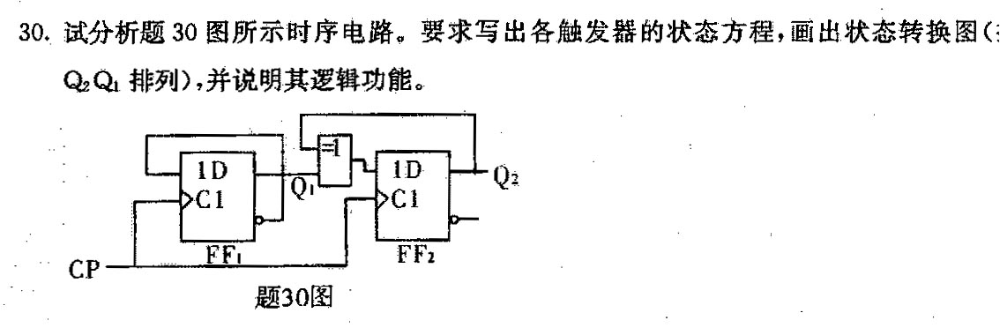 30. 试分析题 30 图所示时序电路。要求写出各触发器的状态方程,画出状态转换图(
Q₂Q₁ 排列),并说明其逻辑功能。
=1
1D
1D
Q₁
Q₂
C1
C1
FF₁
FF₂
CP
题30图